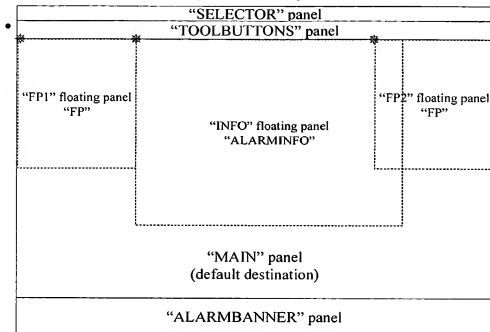 “SELECTOR” panel
“TOOLBUTTONS” panel
“FP1” floating panel
“FP”
“INFO” floating panel
“ALARMINFO”
“FP2” floating panel
“FP”
“MAIN” panel
(default destination)
“ALARMBANNER” panel